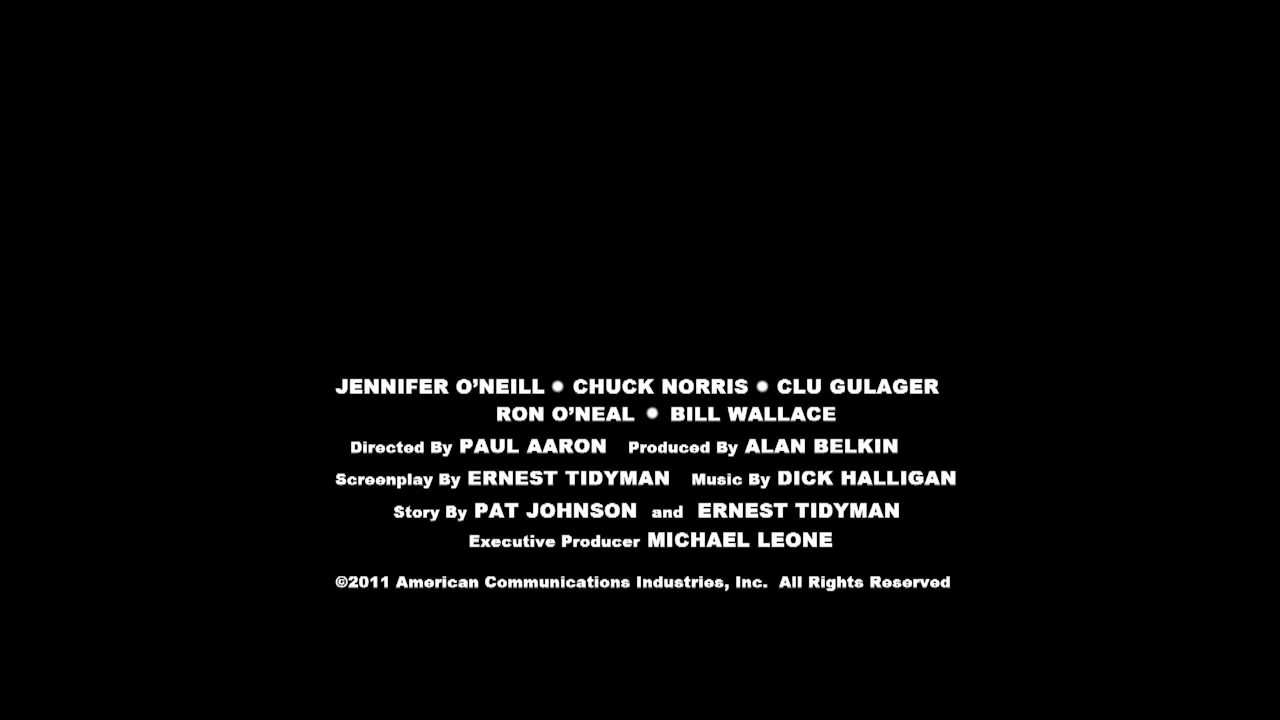 JENNIFER O’NEILL • CHUCK NORRIS • CLU GULAGER
RON O’NEAL • BILL WALLACE
Directed By PAUL AARON Produced By ALAN BELKIN
Screenplay By ERNEST TIDYMAN Music By DICK HALLIGAN
Story By PAT JOHNSON and ERNEST TIDYMAN
Executive Producer MICHAEL LEONE
©2011 American Communications Industries, Inc. All Rights Reserved